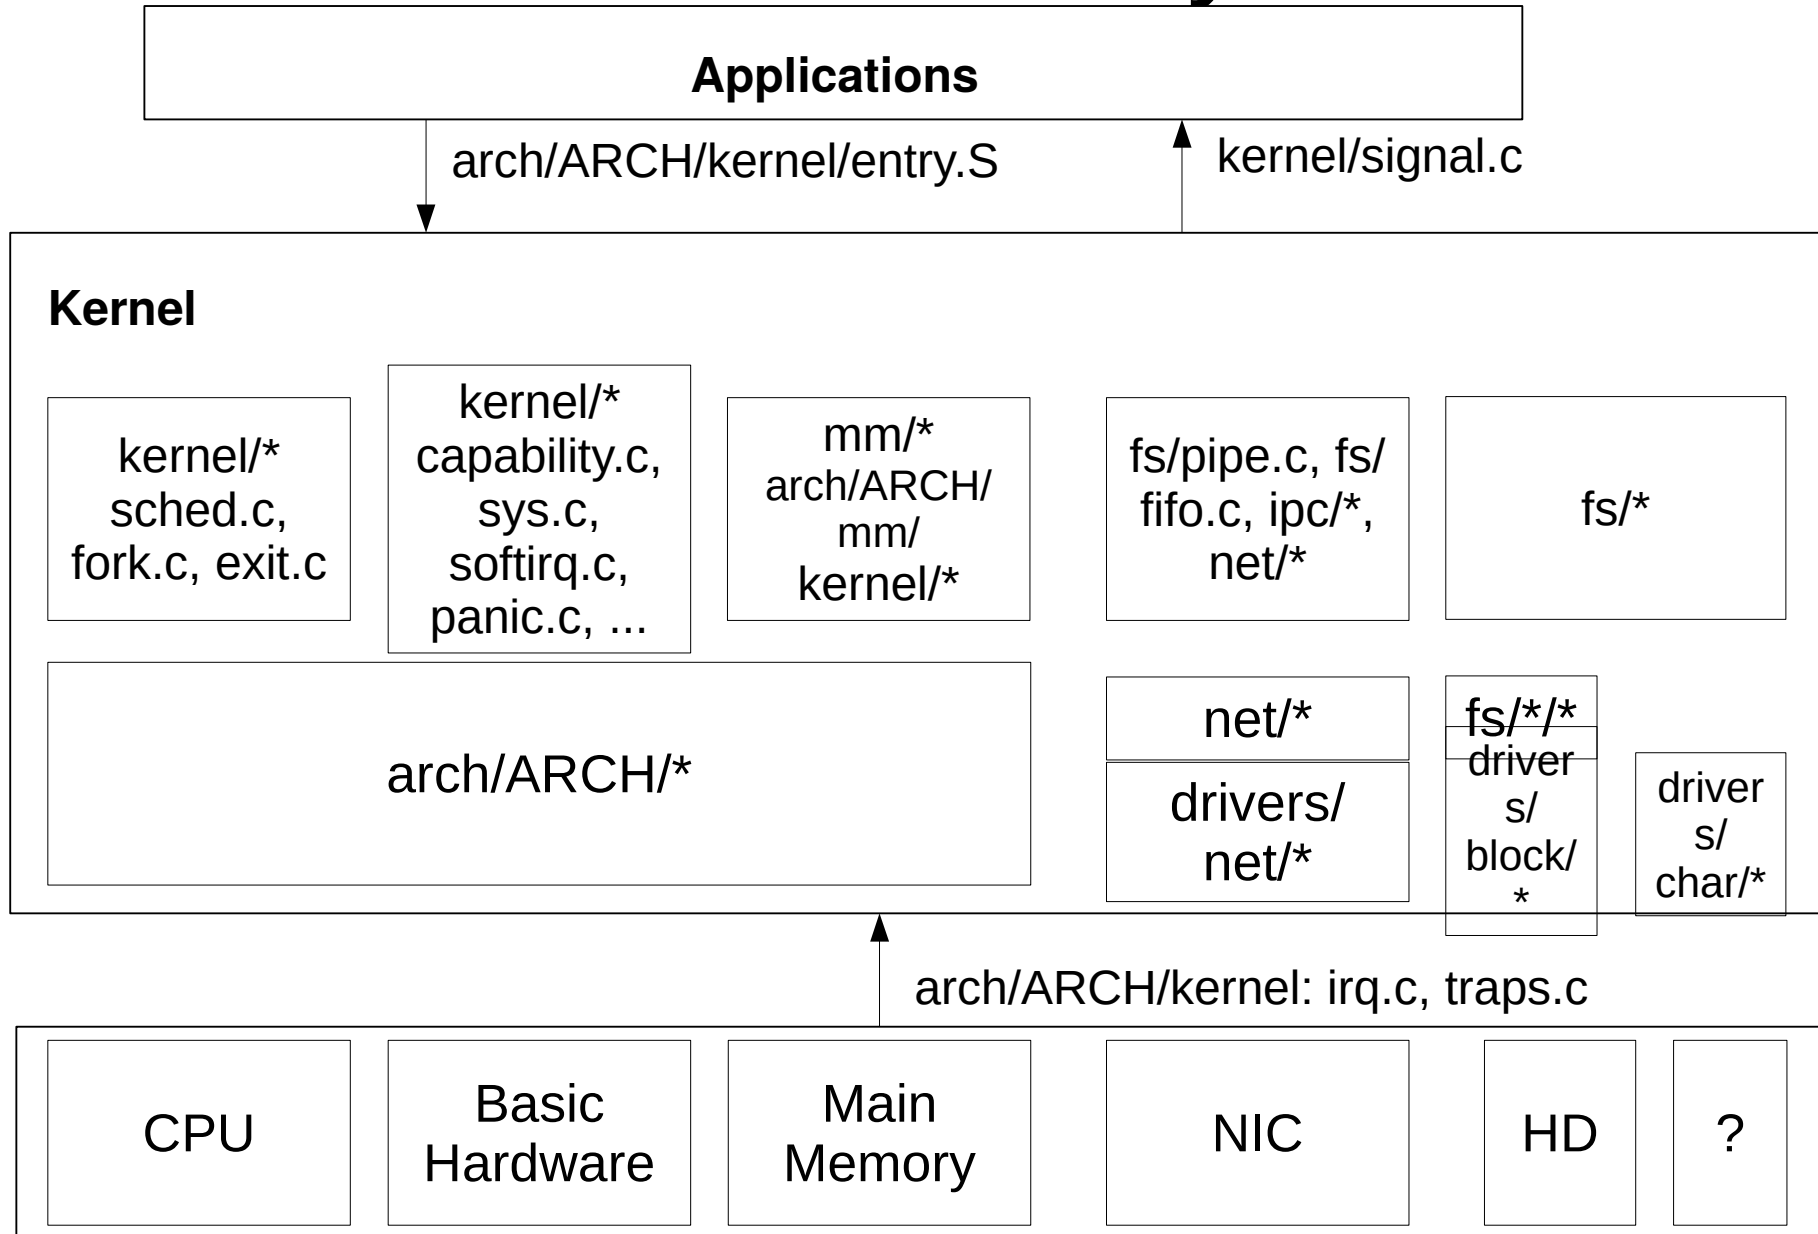 Applications
arch/ARCH/kernel/entry.S
kernel/signal.c
Kernel
kernel/*
sched.c,
fork.c, exit.c
kernel/*
capability.c,
sys.c,
softirq.c,
panic.c, ...
mm/*
arch/ARCH/
mm/
kernel/*
fs/pipe.c, fs/
fifo.c, ipc/*,
net/*
fs/*
arch/ARCH/*
net/*
drivers/
net/*
fs/*/*
driver
s/
block/
*
driver
s/
char/*
arch/ARCH/kernel: irq.c, traps.c
CPU
Basic
Hardware
Main
Memory
NIC
HD
?